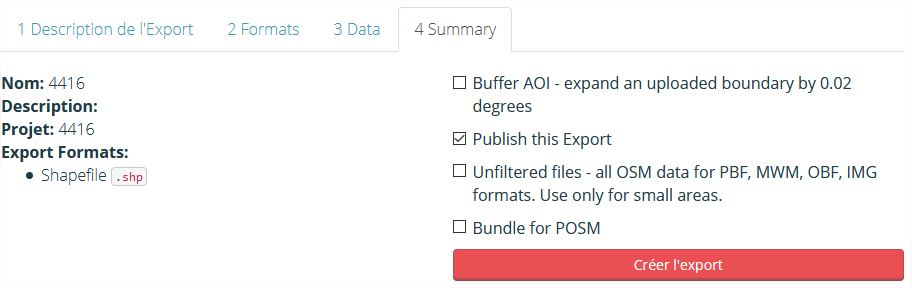 1 Description de l'Export
2 Formats
3 Data
4 Summary
Nom: 4416
Description:
Projet: 4416
Export Formats:
Shapefile .shp
Buffer AOI - expand an uploaded boundary by 0.02
degrees
Publish this Export
Unfiltered files - all OSM data for PBF, MWM, OBF, IMG
formats. Use only for small areas.
Bundle for POSM
Créer l'export